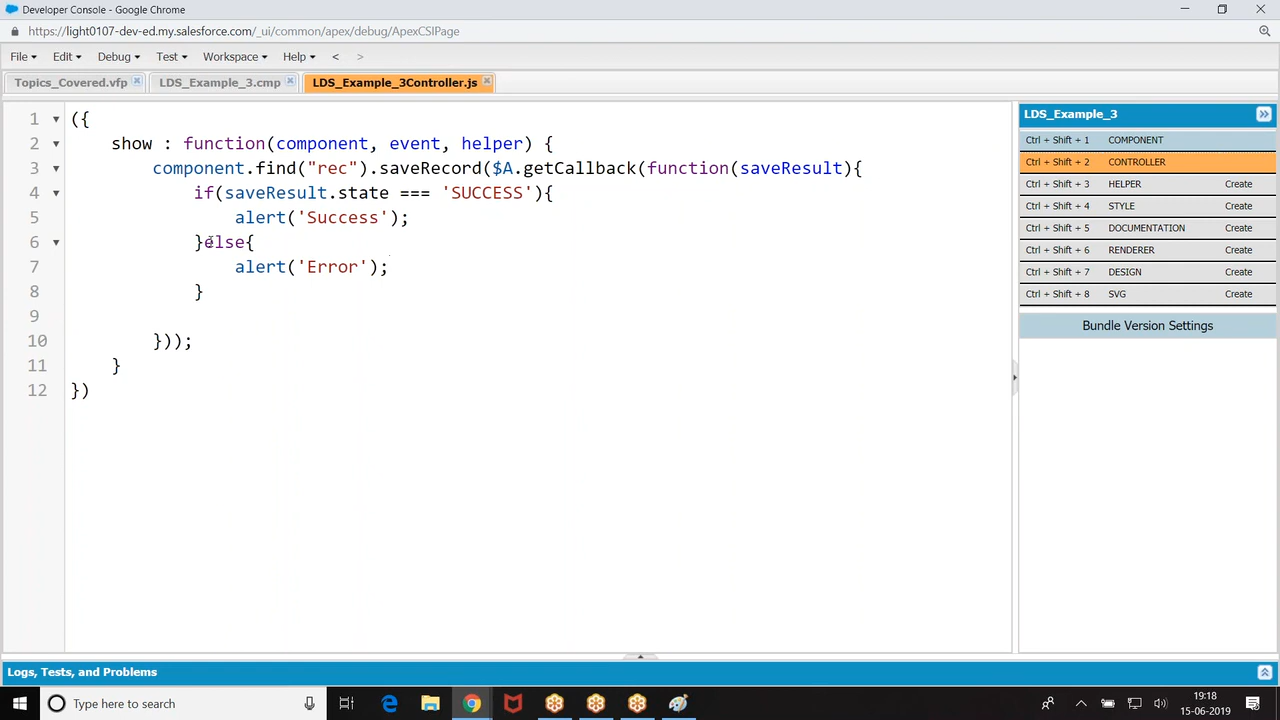 Developer Console - Google Chrome
https://light0107-dev-ed.my.salesforce.com/_ui/common/apex/debug/ApexCSIPage
File Edit Debug Test Workspace Help < >
Topics_Covered.vfp LDS_Example_3.cmp LDS_Example_3Controller.js
1 ({
2 show : function(component, event, helper) {
3 component.find("rec").saveRecord($A.getCallback(function(saveResult){
4 if(saveResult.state === 'SUCCESS'){
5 alert('Success');
6 }else{
7 alert('Error');
8 }
9
10 }));
11 }
12 })
LDS_Example_3
Ctrl + Shift + 1 COMPONENT
Ctrl + Shift + 2 CONTROLLER
Ctrl + Shift + 3 HELPER Create
Ctrl + Shift + 4 STYLE Create
Ctrl + Shift + 5 DOCUMENTATION Create
Ctrl + Shift + 6 RENDERER Create
Ctrl + Shift + 7 DESIGN Create
Ctrl + Shift + 8 SVG Create
Bundle Version Settings
Logs, Tests, and Problems
Type here to search
19:18
15-06-2019